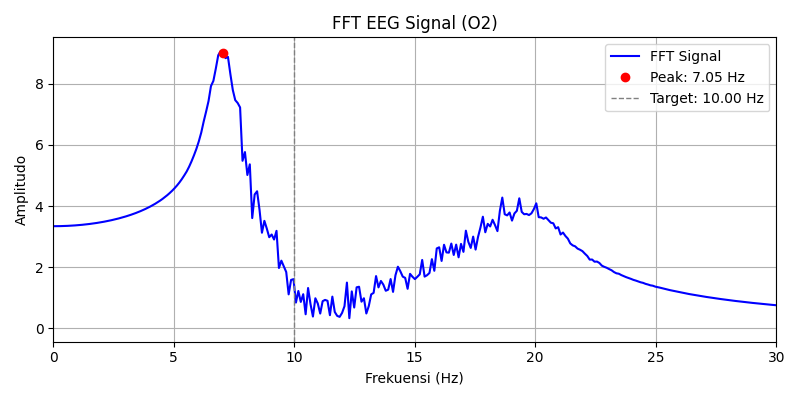 FFT EEG Signal (O2)
FFT Signal
Peak: 7.05 Hz
Target: 10.00 Hz
Amplitudo
8
6
4
2
0
0 5 10 15 20 25 30
Frekuensi (Hz)